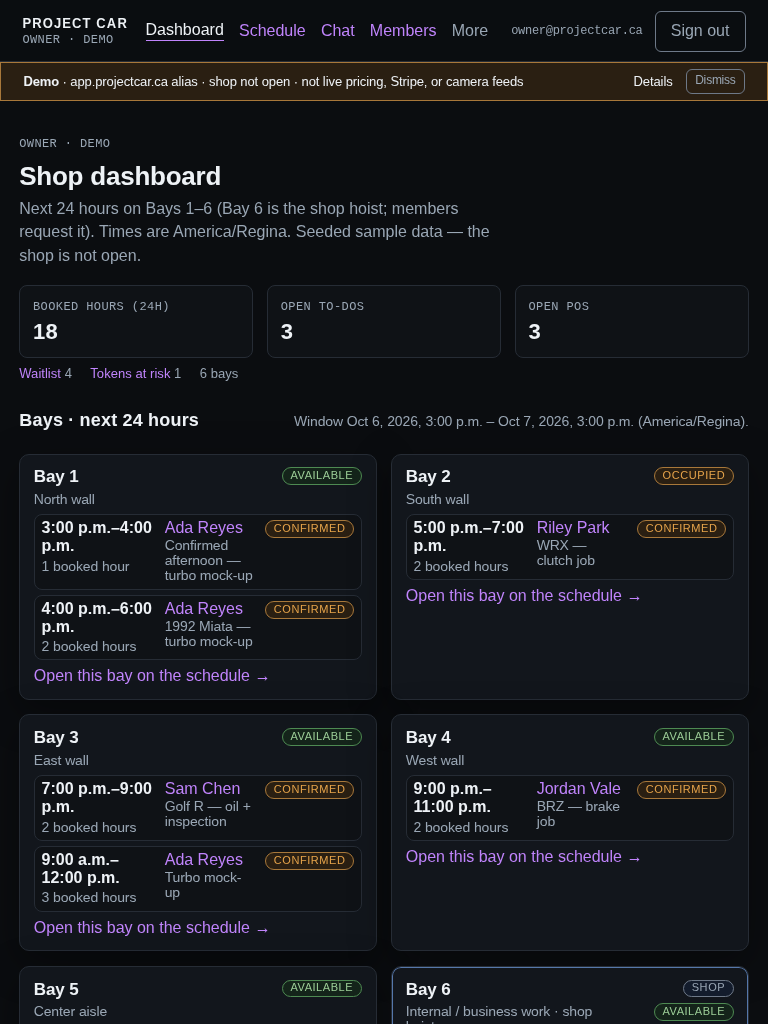 PROJECT CAR
OWNER · DEMO
Dashboard Schedule Chat Members More owner@projectcar.ca Sign out
Demo · app.projectcar.ca alias · shop not open · not live pricing, Stripe, or camera feeds Details Dismiss
OWNER · DEMO
Shop dashboard
Next 24 hours on Bays 1–6 (Bay 6 is the shop hoist; members
request it). Times are America/Regina. Seeded sample data — the
shop is not open.
BOOKED HOURS (24H)
18
OPEN TO-DOS
3
OPEN POS
3
Waitlist 4 Tokens at risk 1 6 bays
Bays · next 24 hours
Window Oct 6, 2026, 3:00 p.m. – Oct 7, 2026, 3:00 p.m. (America/Regina).
Bay 1 AVAILABLE
North wall
3:00 p.m.–4:00
p.m.
1 booked hour
Ada Reyes
Confirmed
afternoon —
turbo mock-up
CONFIRMED
4:00 p.m.–6:00
p.m.
2 booked hours
Ada Reyes
1992 Miata —
turbo mock-up
CONFIRMED
Open this bay on the schedule →
Bay 2 OCCUPIED
South wall
5:00 p.m.–7:00
p.m.
2 booked hours
Riley Park
WRX —
clutch job
CONFIRMED
Open this bay on the schedule →
Bay 3 AVAILABLE
East wall
7:00 p.m.–9:00
p.m.
2 booked hours
Sam Chen
Golf R — oil +
inspection
CONFIRMED
9:00 a.m.–
12:00 p.m.
3 booked hours
Ada Reyes
Turbo mock-
up
CONFIRMED
Open this bay on the schedule →
Bay 4 AVAILABLE
West wall
9:00 p.m.–
11:00 p.m.
2 booked hours
Jordan Vale
BRZ — brake
job
CONFIRMED
Open this bay on the schedule →
Bay 5 AVAILABLE
Center aisle
Bay 6 SHOP
Internal / business work · shop
AVAILABLE